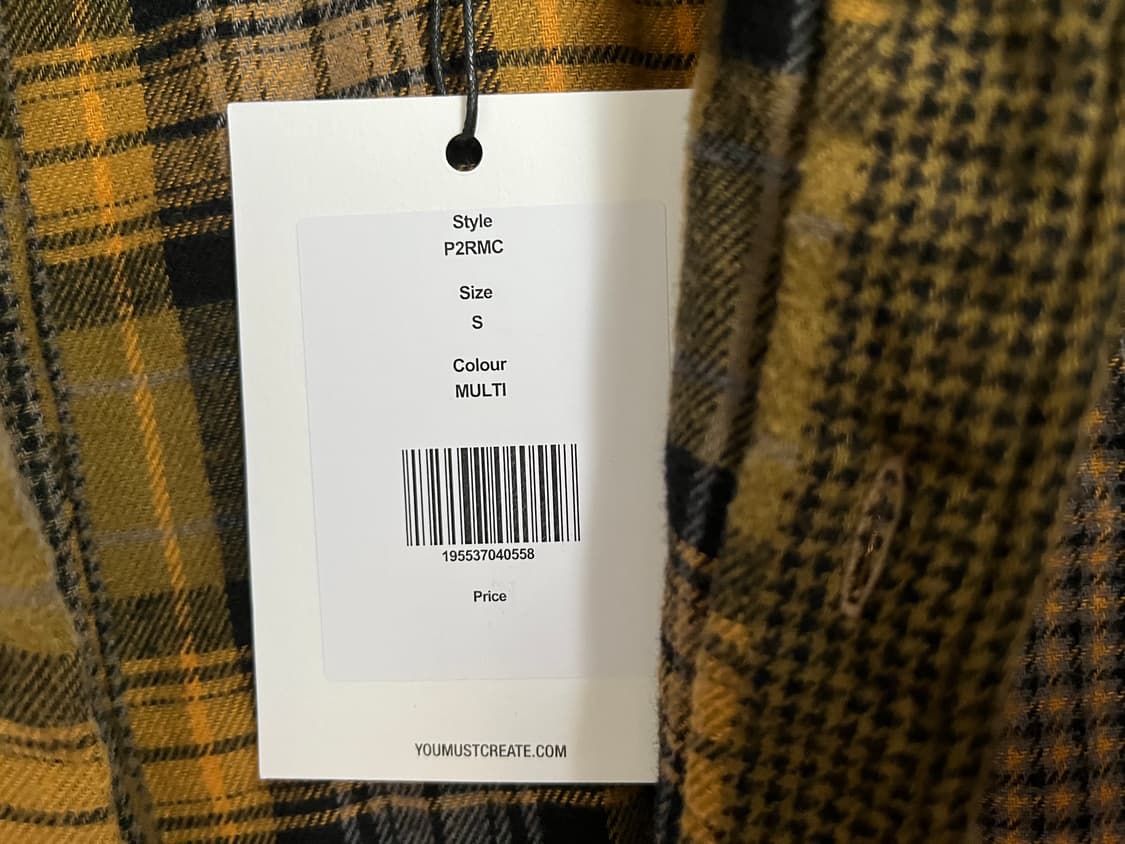 Style
P2RMC
Size
S
Colour
MULTI
195537040558
Price
YOUMUSTCREATE.COM